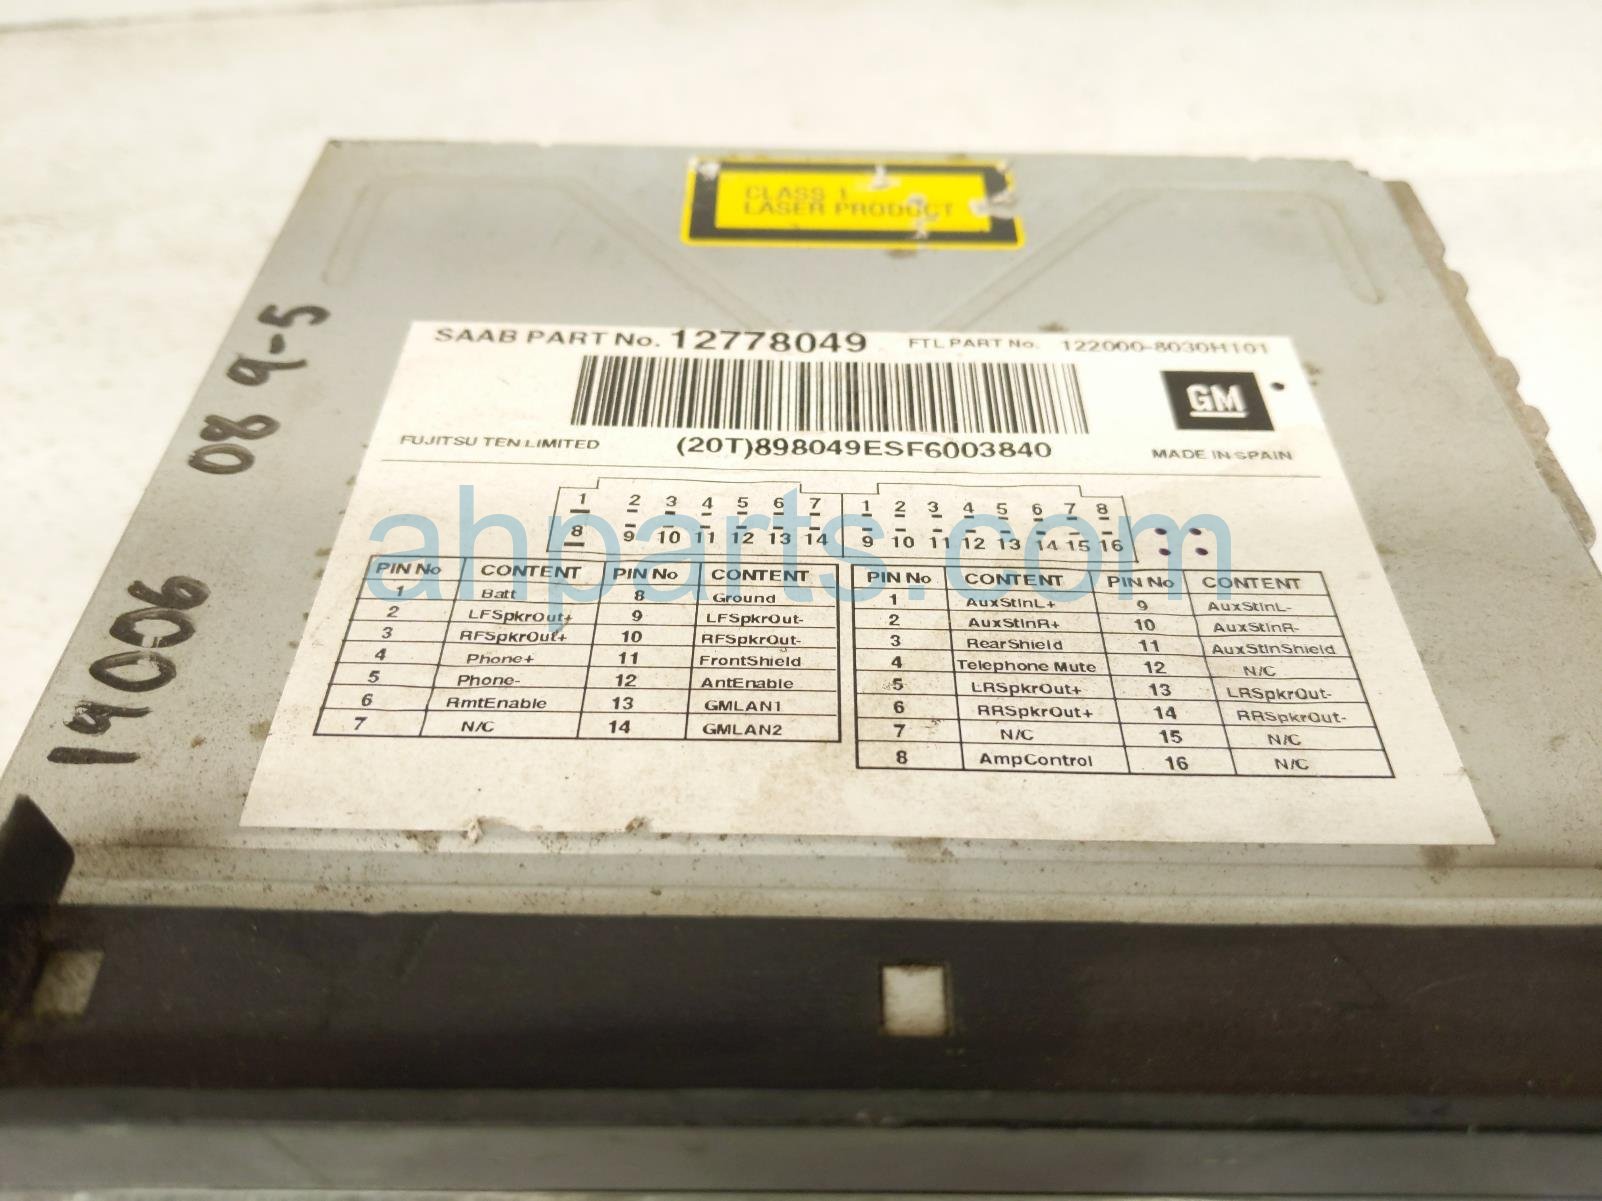 CLASS 1
LASER PRODUCT
SAAB PART No. 12778049 FTL PART No. 122000-8030H101
GM
FUJITSU TEN LIMITED (20T)898049ESF6003840 MADE IN SPAIN
1 2 3 4 5 6 7 1 2 3 4 5 6 7 8
8 9 10 11 12 13 14 9 10 11 12 13 14 15 16
PIN No CONTENT PIN No CONTENT PIN No CONTENT PIN No CONTENT
1 Batt 8 Ground 1 AuxStInL+ 9 AuxStInL-
2 LFSpkrOut+ 9 LFSpkrOut- 2 AuxStInR+ 10 AuxStInR-
3 RFSpkrOut+ 10 RFSpkrOut- 3 RearShield 11 AuxStInShield
4 Phone+ 11 FrontShield 4 Telephone Mute 12 N/C
5 Phone- 12 AntEnable 5 LRSpkrOut+ 13 LRSpkrOut-
6 RmtEnable 13 GMLAN1 6 RRSpkrOut+ 14 RRSpkrOut-
7 N/C 14 GMLAN2 7 N/C 15 N/C
8 AmpControl 16 N/C
19006 08 9-5
ahparts.com